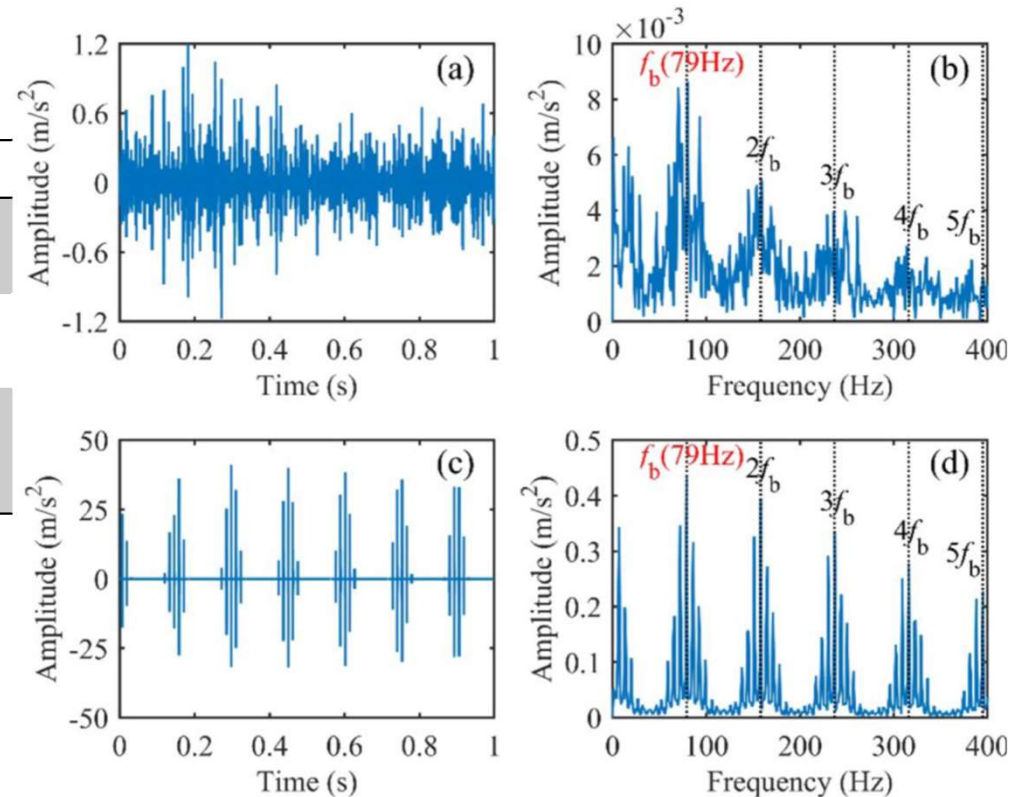 (a)
Amplitude (m/s²)
1.2
0.6
0
-0.6
-1.2
0 0.2 0.4 0.6 0.8 1
Time (s)
(b)
×10⁻³
Amplitude (m/s²)
10
8
6
4
2
0
f_b(79Hz)
2f_b
3f_b
4f_b
5f_b
0 100 200 300 400
Frequency (Hz)
(c)
Amplitude (m/s²)
50
25
0
-25
-50
0 0.2 0.4 0.6 0.8 1
Time (s)
(d)
Amplitude (m/s²)
0.5
0.4
0.3
0.2
0.1
0
f_b(79Hz)
2f_b
3f_b
4f_b
5f_b
0 100 200 300 400
Frequency (Hz)